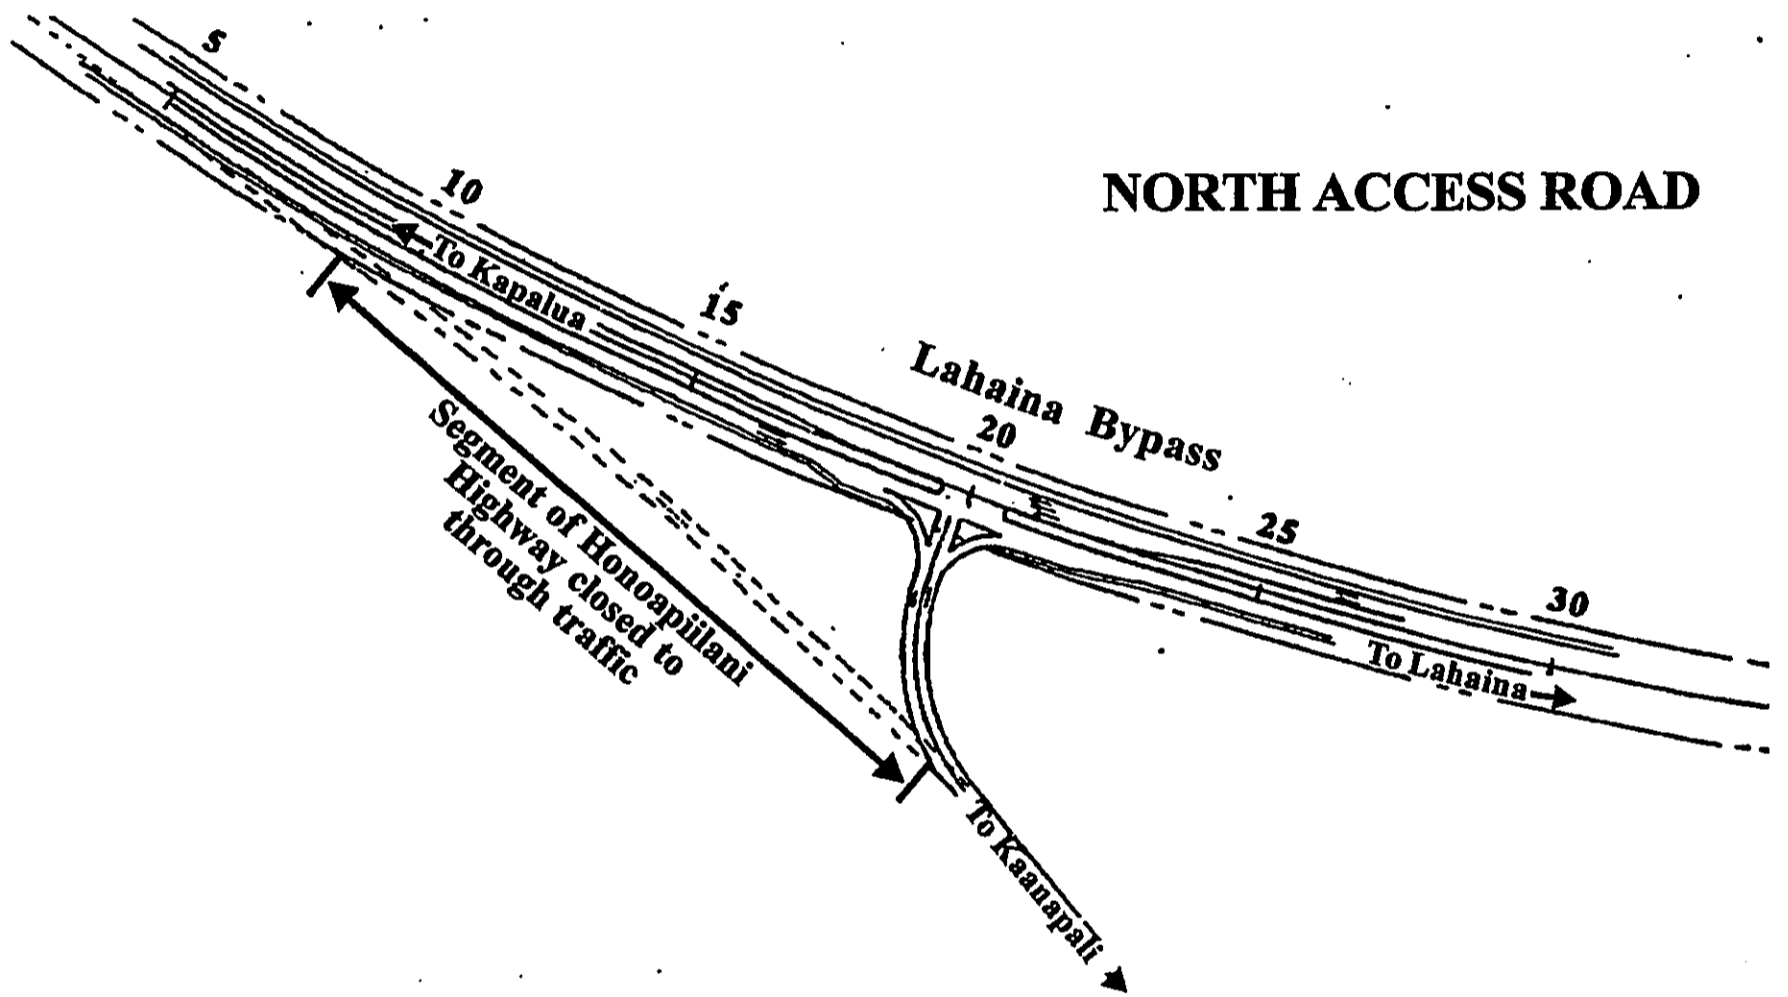 5
10
NORTH ACCESS ROAD
To Kapalua
15
Lahaina Bypass
20
25
30
Segment of Honoapiilani
Highway closed to
through traffic
To Lahaina
To Kaanapali